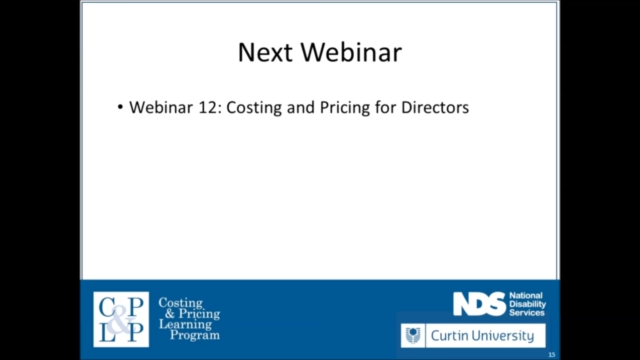 Next Webinar
• Webinar 12: Costing and Pricing for Directors
C&P
L P
Costing
& Pricing
Learning
Program
NDS
National
Disability
Services
Curtin University
15